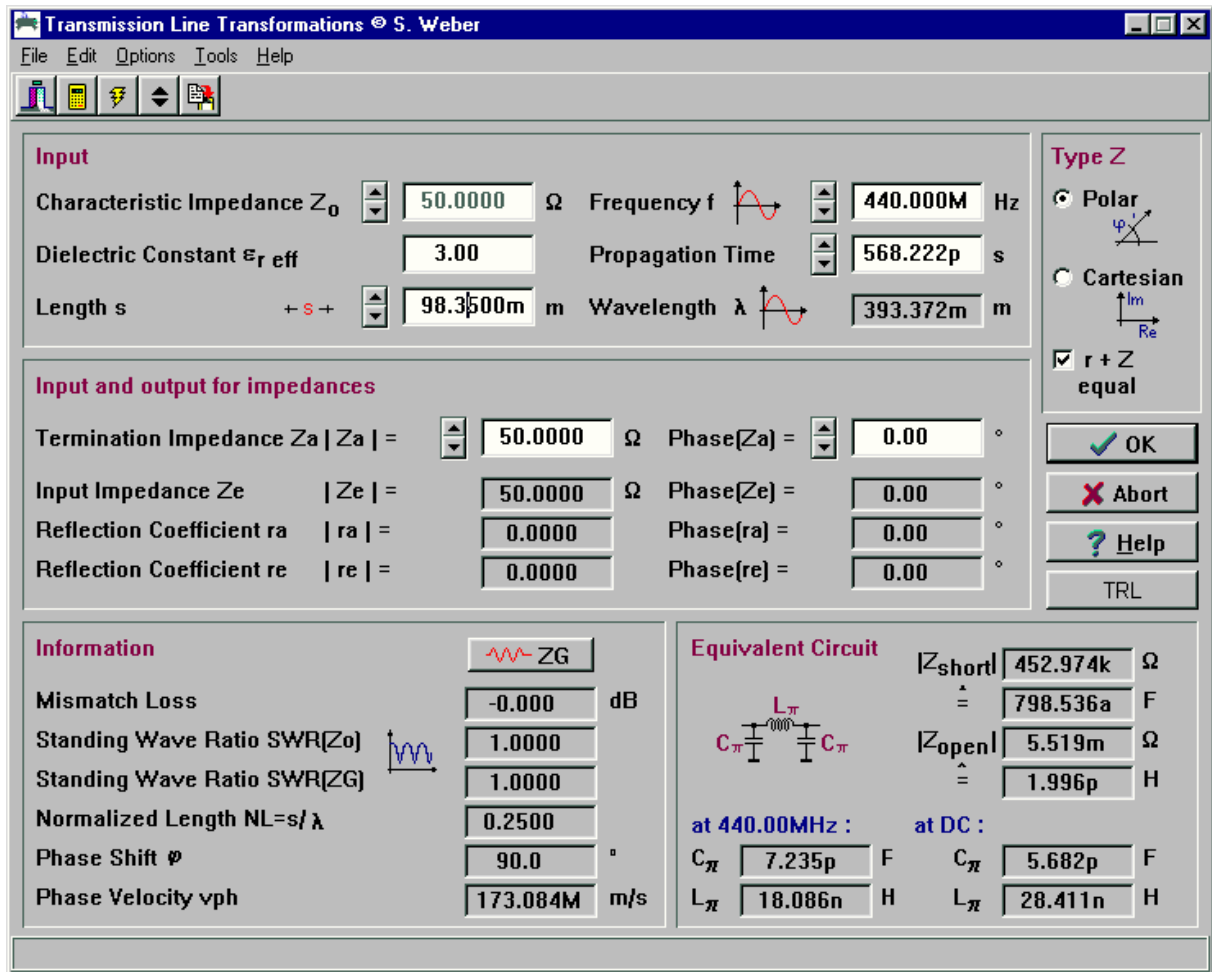 Transmission Line Transformations © S. Weber
File Edit Options Tools Help
Input
Characteristic Impedance Zo 50.0000 Ω Frequency f 440.000M Hz
Dielectric Constant εr eff 3.00 Propagation Time 568.222p s
Length s ←s→ 98.3500m m Wavelength λ 393.372m m
Type Z
Polar
φ
Cartesian
Im
Re
r + Z
equal
Input and output for impedances
Termination Impedance Za | Za | = 50.0000 Ω Phase(Za) = 0.00 °
Input Impedance Ze | Ze | = 50.0000 Ω Phase(Ze) = 0.00 °
Reflection Coefficient ra | ra | = 0.0000 Phase(ra) = 0.00 °
Reflection Coefficient re | re | = 0.0000 Phase(re) = 0.00 °
OK
Abort
Help
TRL
Information
ZG
Mismatch Loss -0.000 dB
Standing Wave Ratio SWR(Zo) 1.0000
Standing Wave Ratio SWR(ZG) 1.0000
Normalized Length NL=s/λ 0.2500
Phase Shift φ 90.0 °
Phase Velocity vph 173.084M m/s
Equivalent Circuit
Lπ
Cπ Cπ
|Zshort| 452.974k Ω
≙ 798.536a F
|Zopen| 5.519m Ω
≙ 1.996p H
at 440.00MHz : at DC :
Cπ 7.235p F Cπ 5.682p F
Lπ 18.086n H Lπ 28.411n H